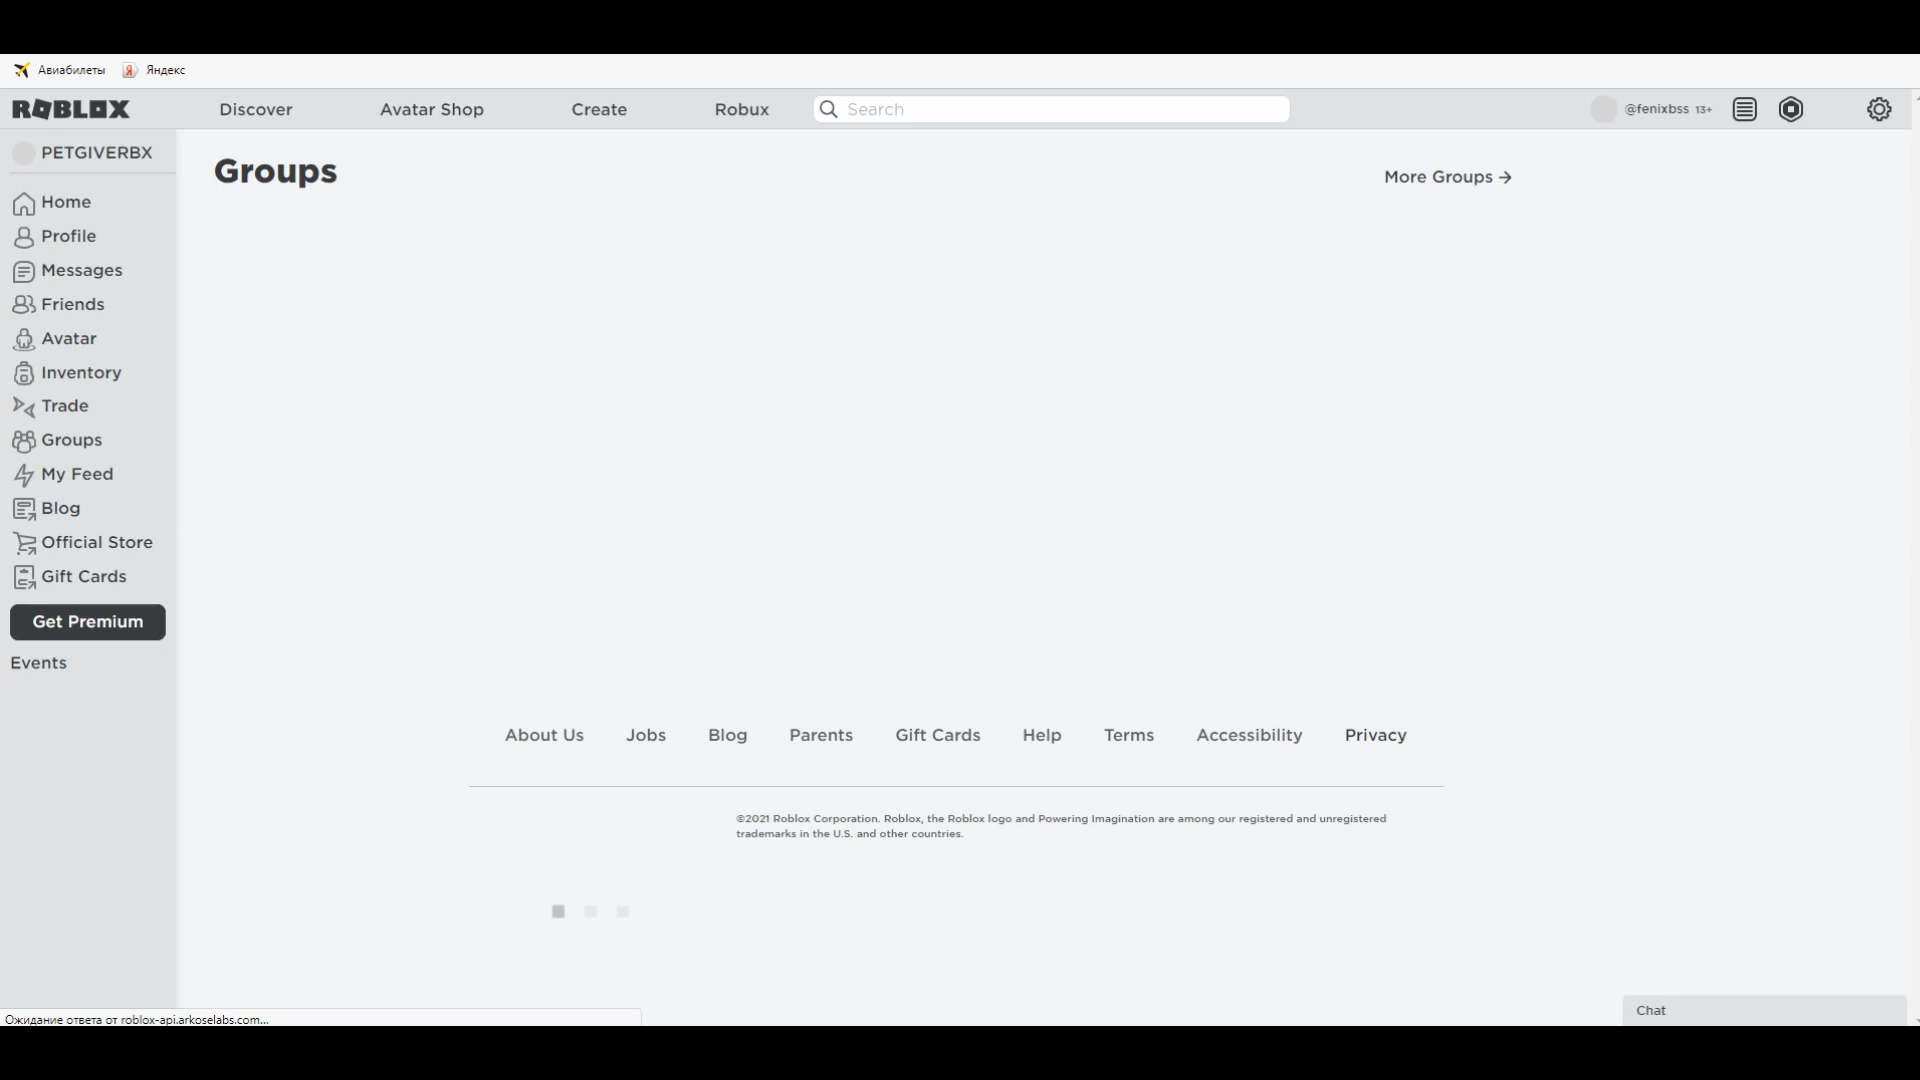 Авиабилеты Яндекс
ROBLOX Discover Avatar Shop Create Robux Search @fenixbss 13+
PETGIVERBX
Groups
More Groups →
Home
Profile
Messages
Friends
Avatar
Inventory
Trade
Groups
My Feed
Blog
Official Store
Gift Cards
Get Premium
Events
About Us Jobs Blog Parents Gift Cards Help Terms Accessibility Privacy
©2021 Roblox Corporation. Roblox, the Roblox logo and Powering Imagination are among our registered and unregistered
trademarks in the U.S. and other countries.
Chat
Ожидание ответа от roblox-api.arkoselabs.com...